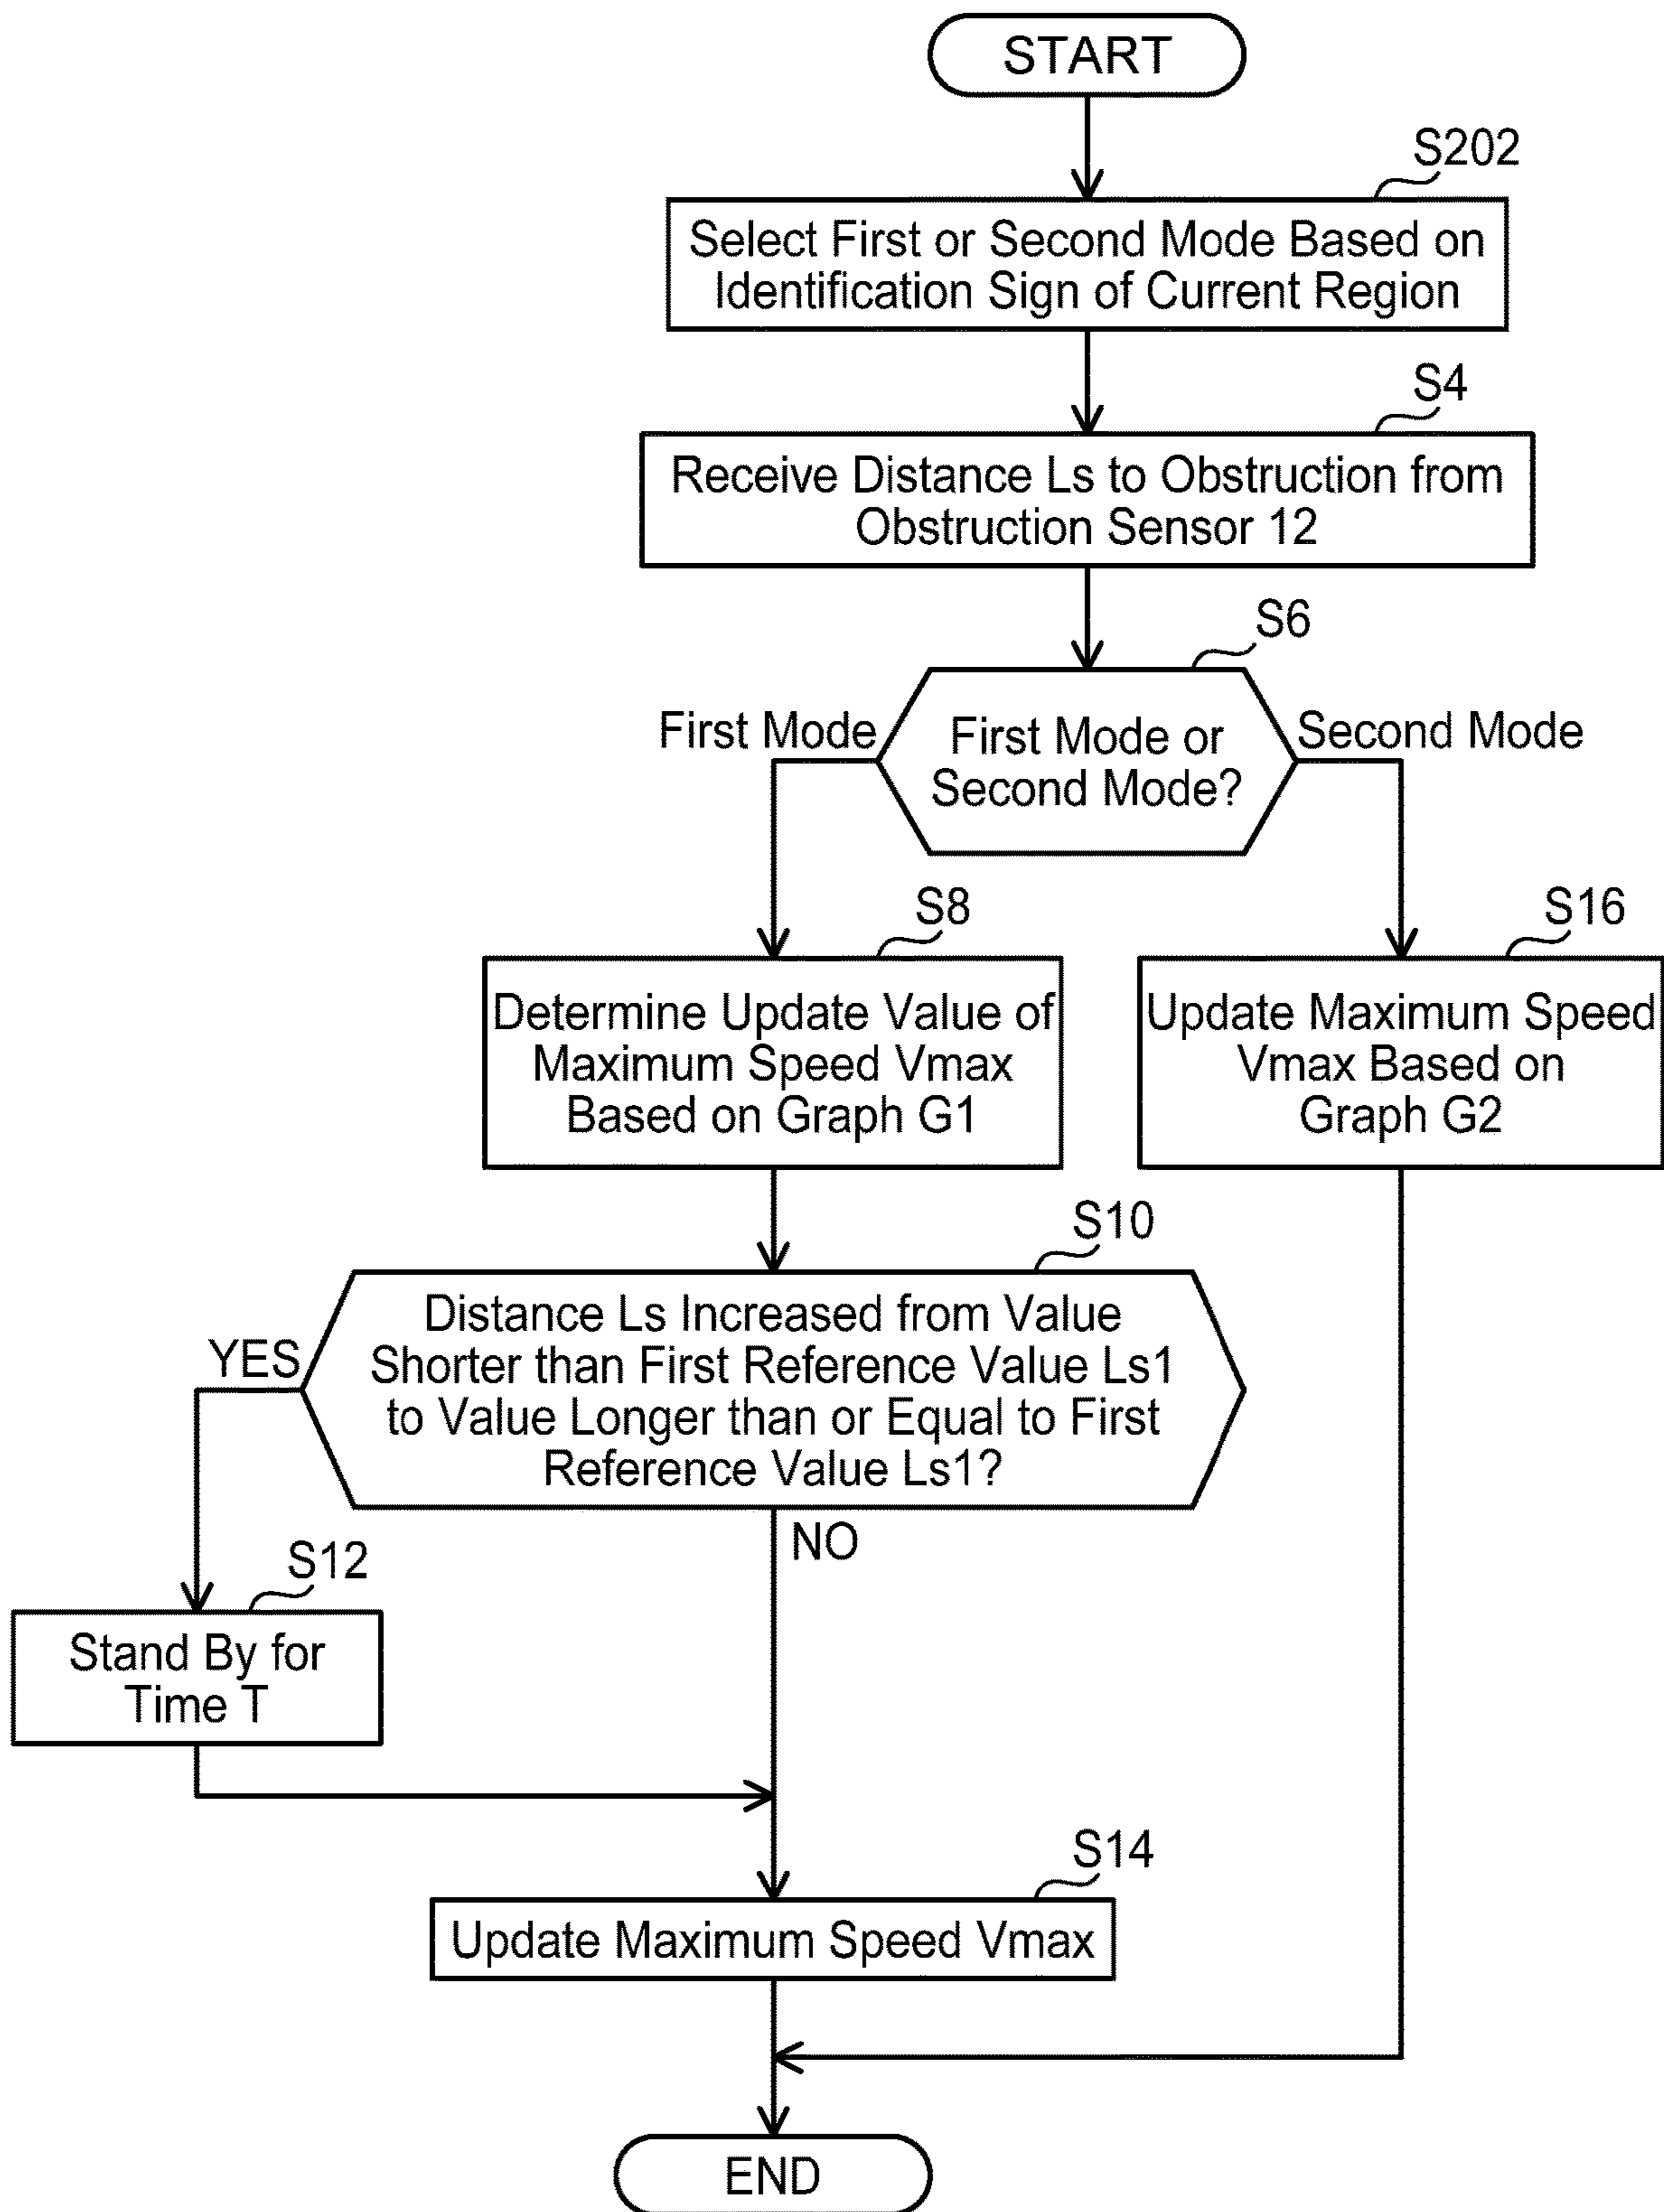 START
S202
Select First or Second Mode Based on
Identification Sign of Current Region
S4
Receive Distance Ls to Obstruction from
Obstruction Sensor 12
S6
First Mode
First Mode or
Second Mode?
Second Mode
S8
Determine Update Value of
Maximum Speed Vmax
Based on Graph G1
S16
Update Maximum Speed
Vmax Based on
Graph G2
S10
Distance Ls Increased from Value
Shorter than First Reference Value Ls1
to Value Longer than or Equal to First
Reference Value Ls1?
YES
NO
S12
Stand By for
Time T
S14
Update Maximum Speed Vmax
END